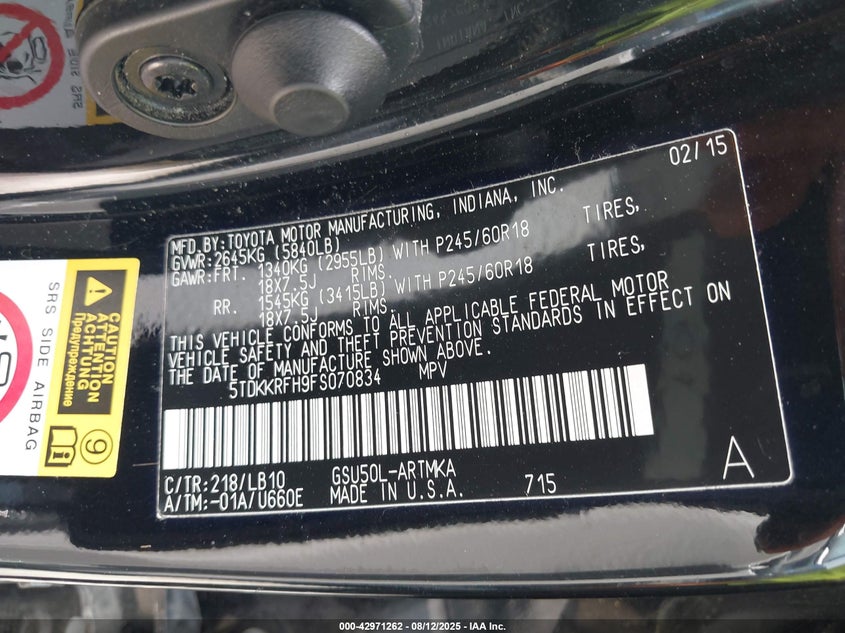 02/15
MFD.BY:TOYOTA MOTOR MANUFACTURING, INDIANA, INC.
GVWR:2645KG (5840LB)
GAWR:FRT. 1340KG (2955LB) WITH P245/60R18 TIRES,
18X7.5J RIMS.
RR. 1545KG (3415LB) WITH P245/60R18 TIRES,
18X7.5J RIMS.
THIS VEHICLE CONFORMS TO ALL APPLICABLE FEDERAL MOTOR
VEHICLE SAFETY AND THEFT PREVENTION STANDARDS IN EFFECT ON
THE DATE OF MANUFACTURE SHOWN ABOVE.
5TDKKRFH9FS070834 MPV
C/TR:218/LB10 GSU50L-ARTMKA
A/TM:-01A/U660E MADE IN U.S.A. 715 A
CAUTION
ATTENTION
ACHTUNG
Предупреждение
SRS SIDE AIRBAG
9
SRS SIDE
000-42971262 - 08/12/2025 - IAA Inc.